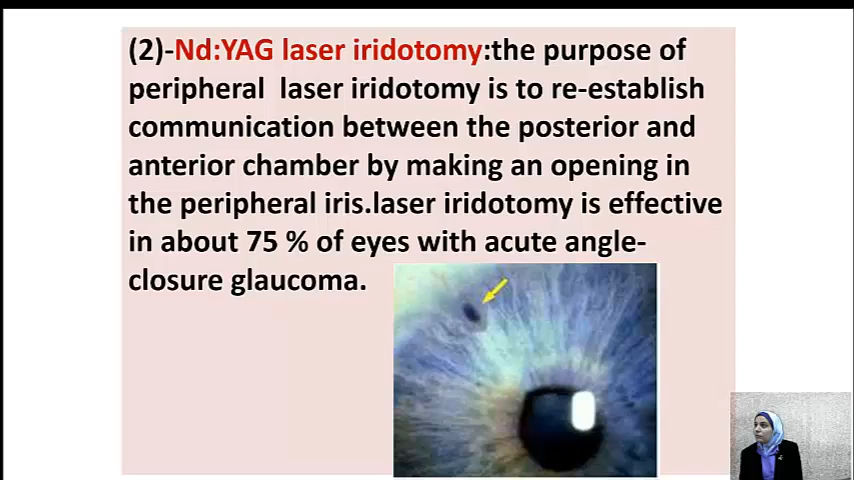 (2)-Nd:YAG laser iridotomy:the purpose of
peripheral laser iridotomy is to re-establish
communication between the posterior and
anterior chamber by making an opening in
the peripheral iris.laser iridotomy is effective
in about 75 % of eyes with acute angle-
closure glaucoma.